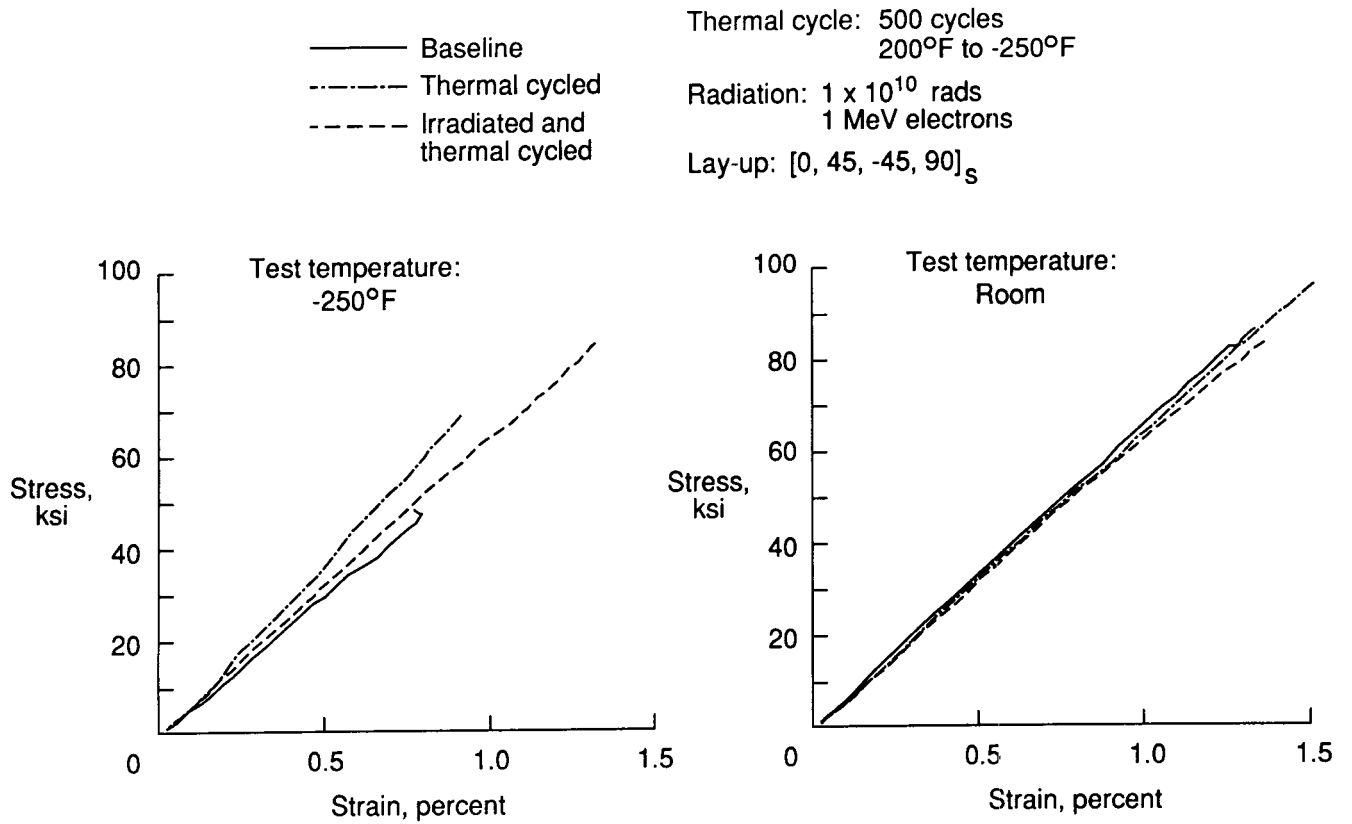 Baseline
Thermal cycled
Irradiated and
thermal cycled
Thermal cycle: 500 cycles
200°F to -250°F
Radiation: 1 x 10¹⁰ rads
1 MeV electrons
Lay-up: [0, 45, -45, 90]ₛ
Test temperature:
-250°F
100
80
60
40
20
0
Stress,
ksi
0.5
1.0
1.5
Strain, percent
Test temperature:
Room
100
80
60
40
20
0
Stress,
ksi
0.5
1.0
1.5
Strain, percent